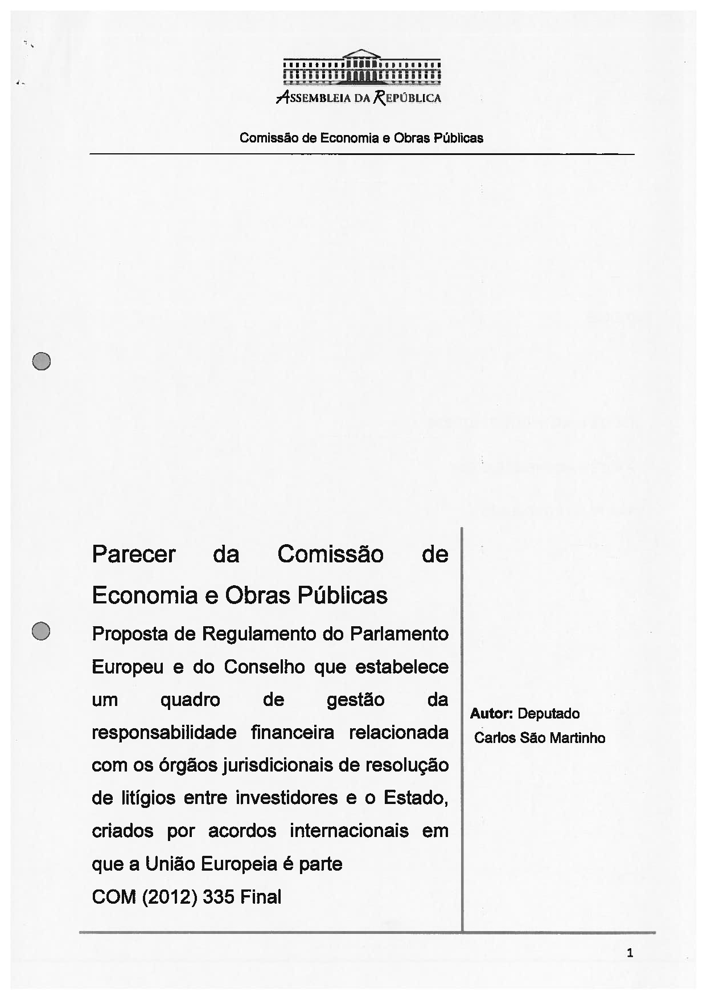 ASSEMBLEIA DA REPÚBLICA
Comissão de Economia e Obras Públicas
Parecer da Comissão de
Economia e Obras Públicas
Proposta de Regulamento do Parlamento
Europeu e do Conselho que estabelece
um quadro de gestão da
responsabilidade financeira relacionada
com os órgãos jurisdicionais de resolução
de litígios entre investidores e o Estado,
criados por acordos internacionais em
que a União Europeia é parte
COM (2012) 335 Final
Autor: Deputado
Carlos São Martinho
1